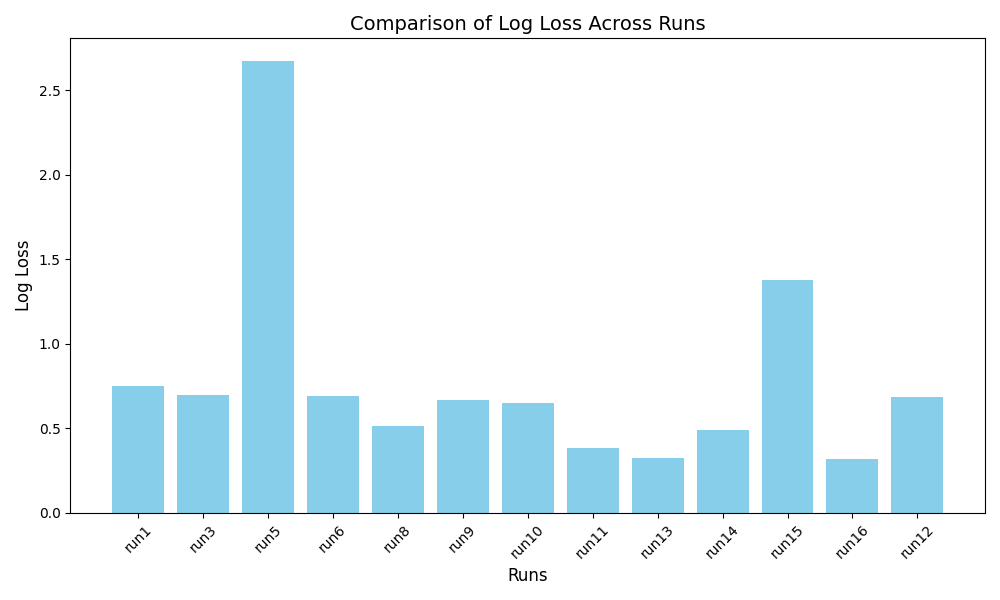 Comparison of Log Loss Across Runs
Log Loss
2.5
2.0
1.5
1.0
0.5
0.0
run1 run3 run5 run6 run8 run9 run10 run11 run13 run14 run15 run16 run12
Runs